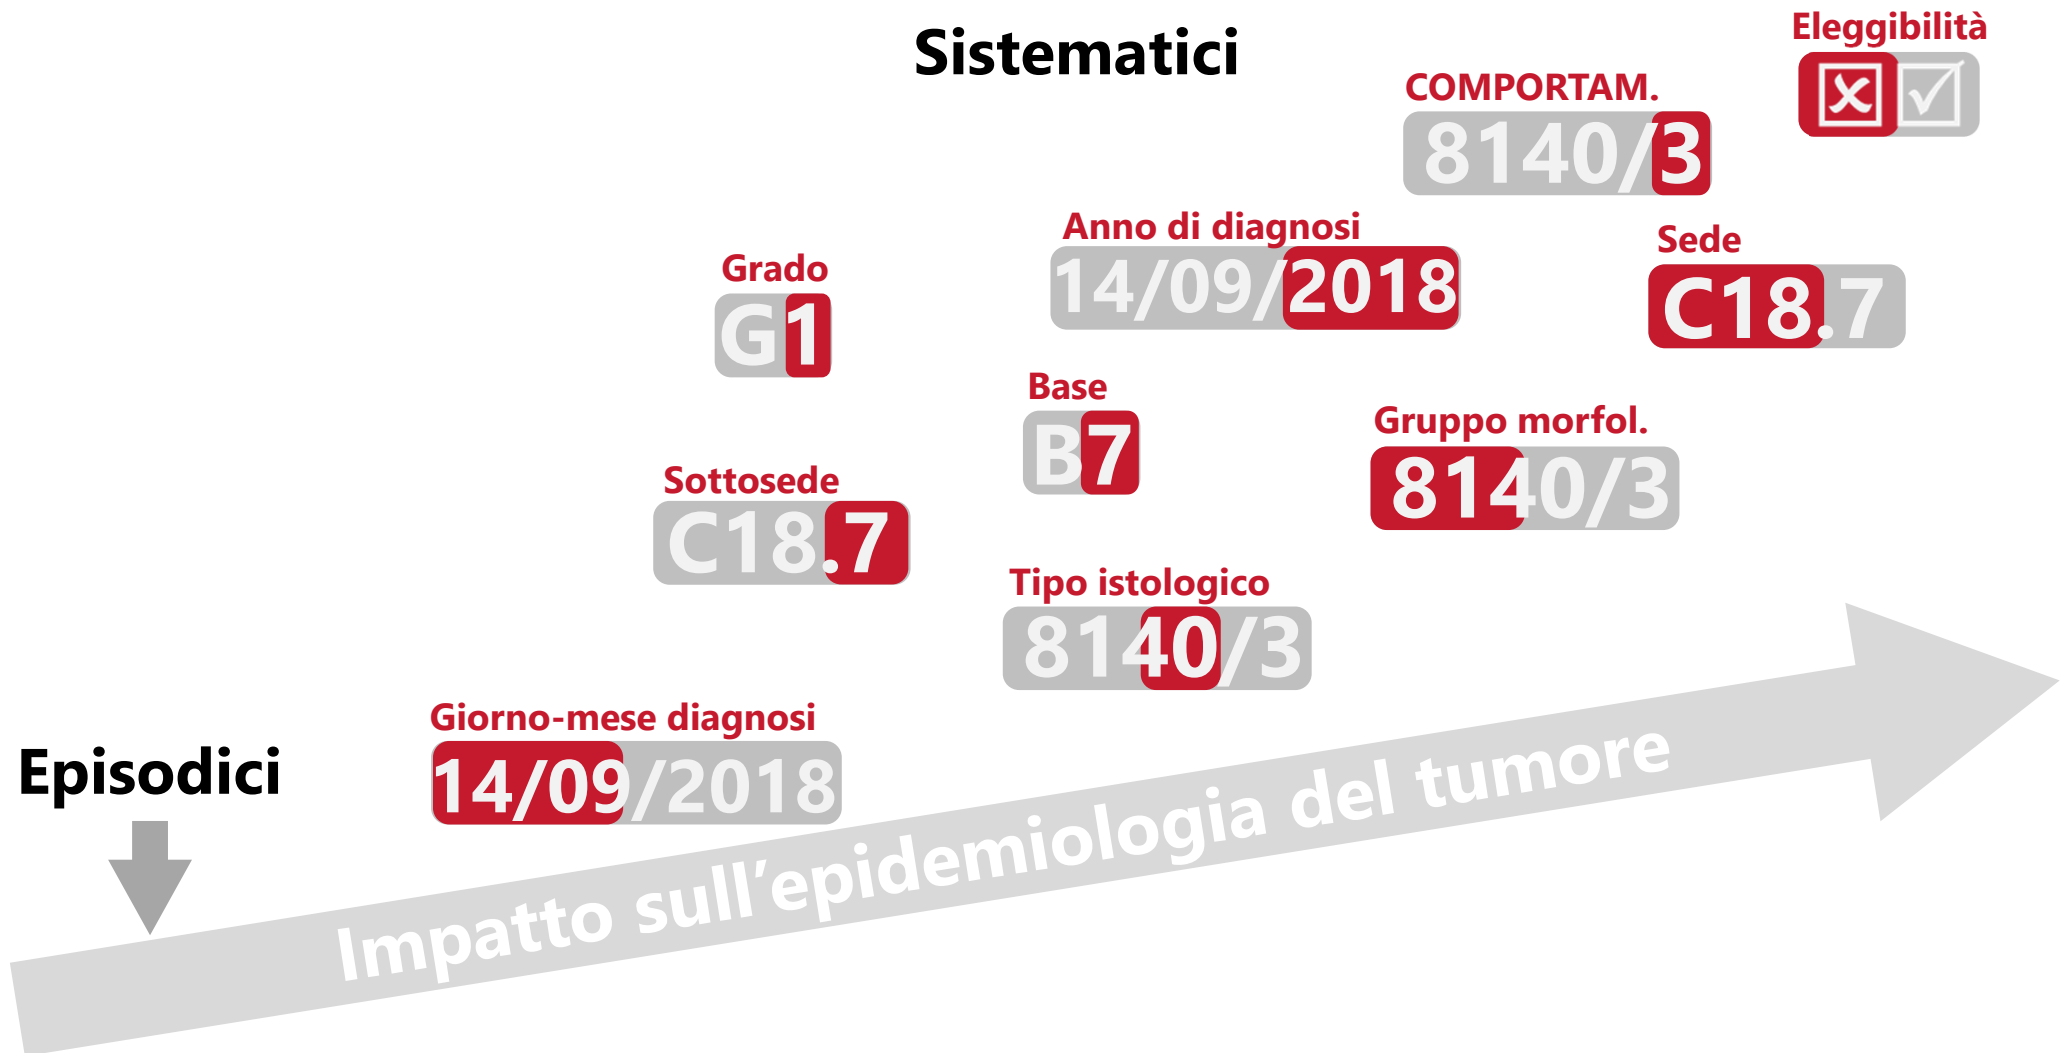 Sistematici
Eleggibilità
COMPORTAM.
8140/3
Anno di diagnosi
14/09/2018
Sede
C18.7
Grado
G1
Base
B7
Gruppo morfol.
8140/3
Sottosede
C18.7
Tipo istologico
8140/3
Giorno-mese diagnosi
14/09/2018
Episodici
Impatto sull’epidemiologia del tumore